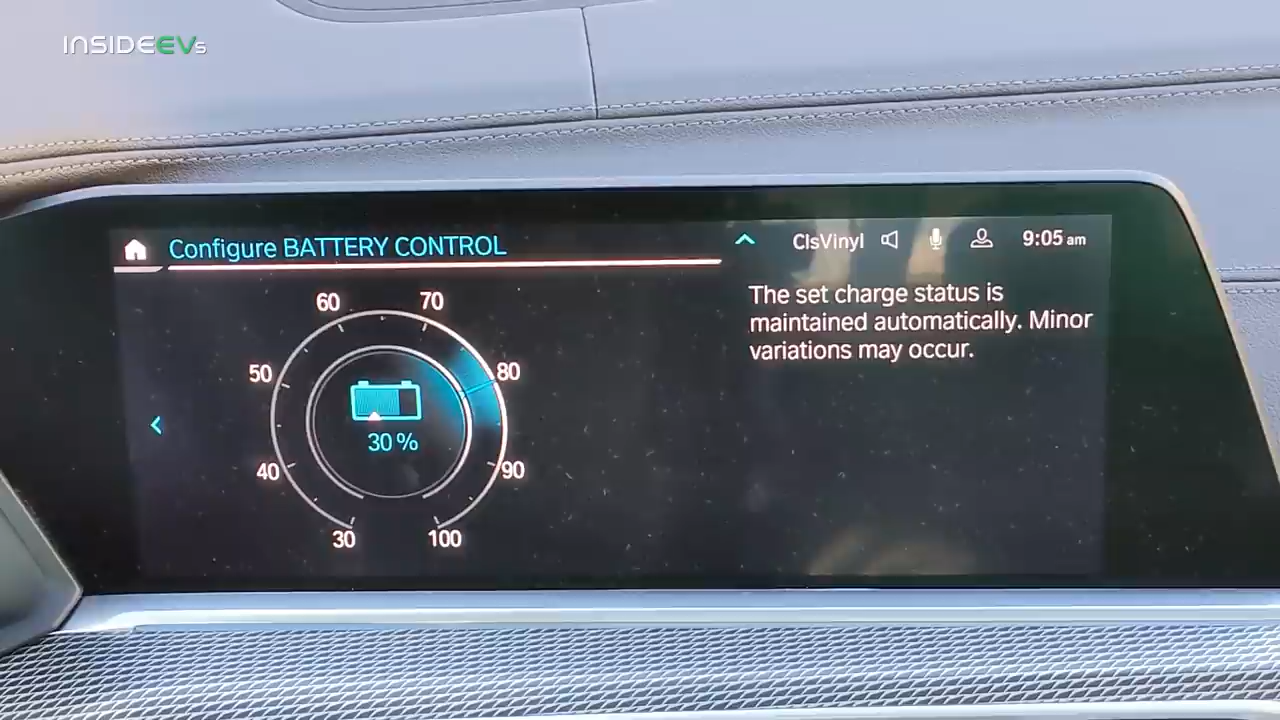 INSIDEEVs
Configure BATTERY CONTROL
ClsVinyl
9:05 am
The set charge status is
maintained automatically. Minor
variations may occur.
60
70
50
80
30 %
40
90
30
100